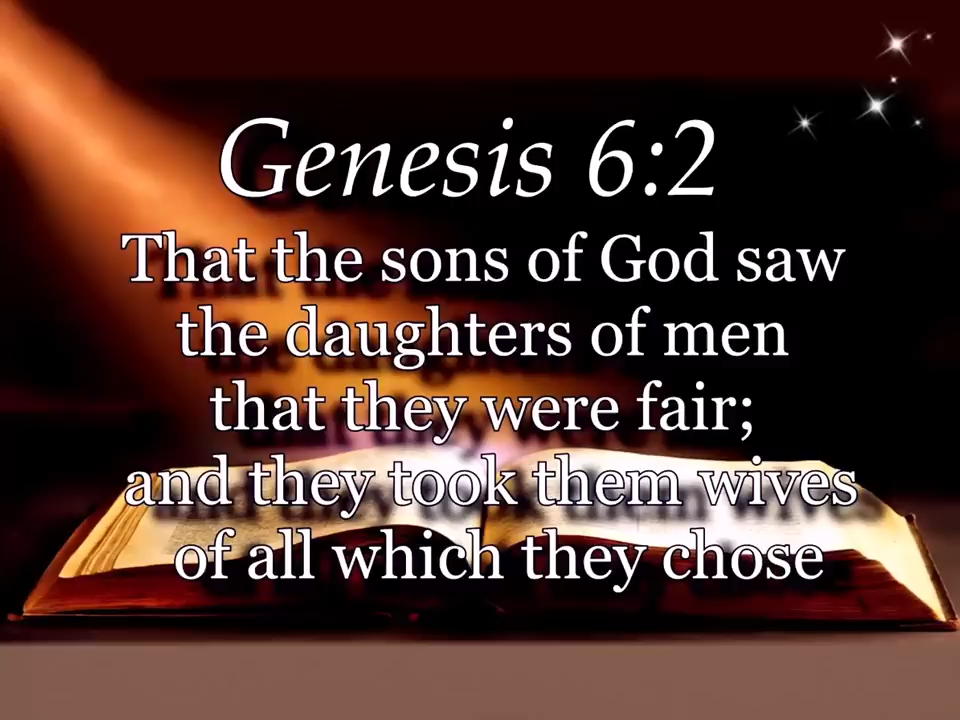 Genesis 6:2
That the sons of God saw
the daughters of men
that they were fair;
and they took them wives
of all which they chose